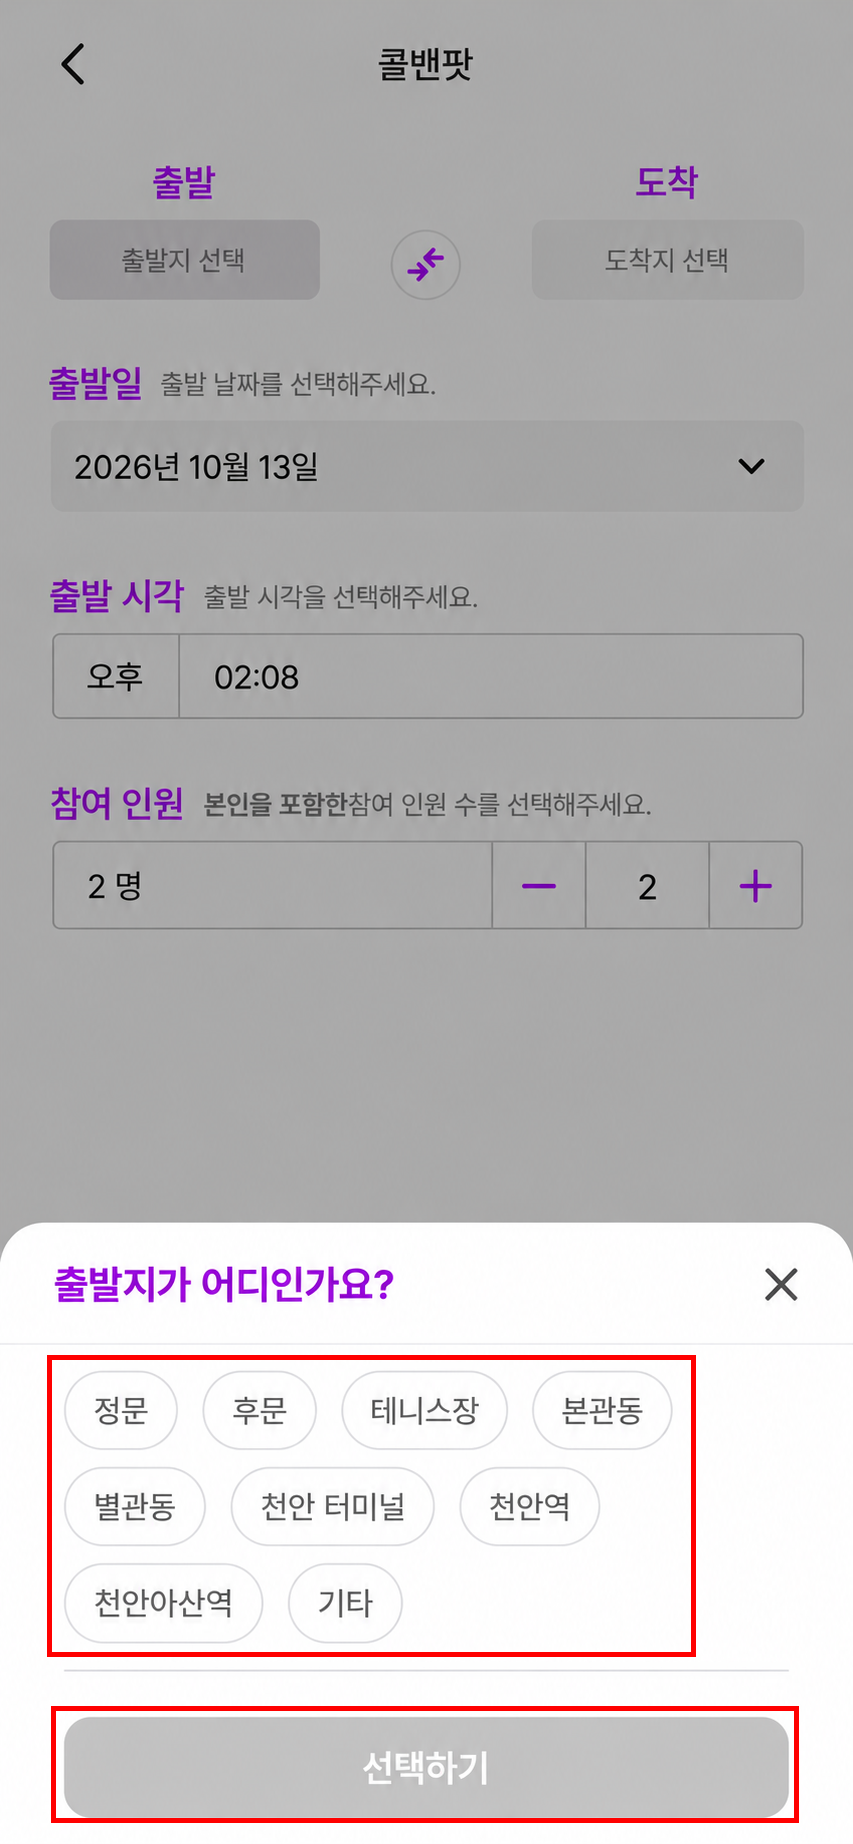 콜밴팟
출발 도착
출발지 선택 도착지 선택
출발일 출발 날짜를 선택해주세요.
2026년 10월 13일
출발 시각 출발 시각을 선택해주세요.
오후 02:08
참여 인원 본인을 포함한참여 인원 수를 선택해주세요.
2 명 — 2 +
출발지가 어디인가요?
정문 후문 테니스장 본관동
별관동 천안 터미널 천안역
천안아산역 기타
선택하기